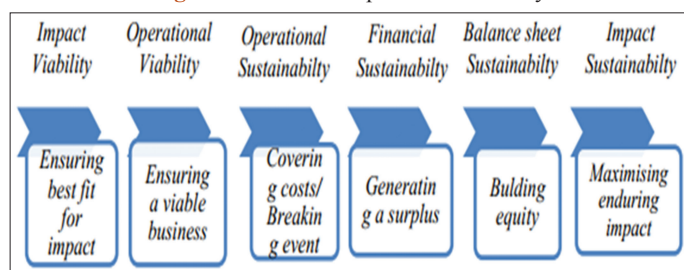 Impact Viability
Operational Viability
Operational Sustainabilty
Financial Sustainabilty
Balance sheet Sustainabilty
Impact Sustainabilty
Ensuring
best fit
for
impact
Ensuring
a viable
business
Coverin
g costs/
Breakin
g event
Generatin
g a surplus
Bulding
equity
Maximising
enduring
impact